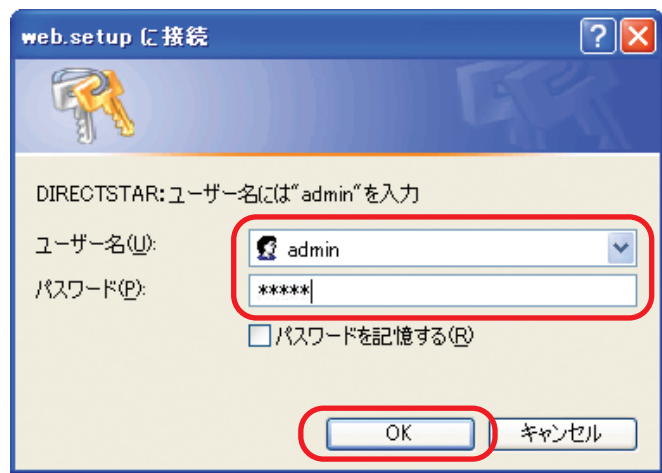 web.setup に接続
DIRECTSTAR:ユーザー名には"admin"を入力
ユーザー名(U):
admin
パスワード(P):
*****
パスワードを記憶する(R)
OK キャンセル